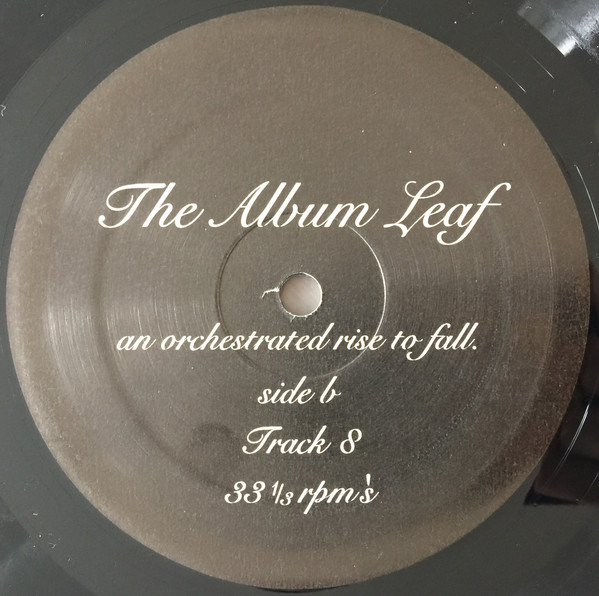 The Album Leaf
an orchestrated rise to fall.
side b
Track 8
33 1/3 rpm's